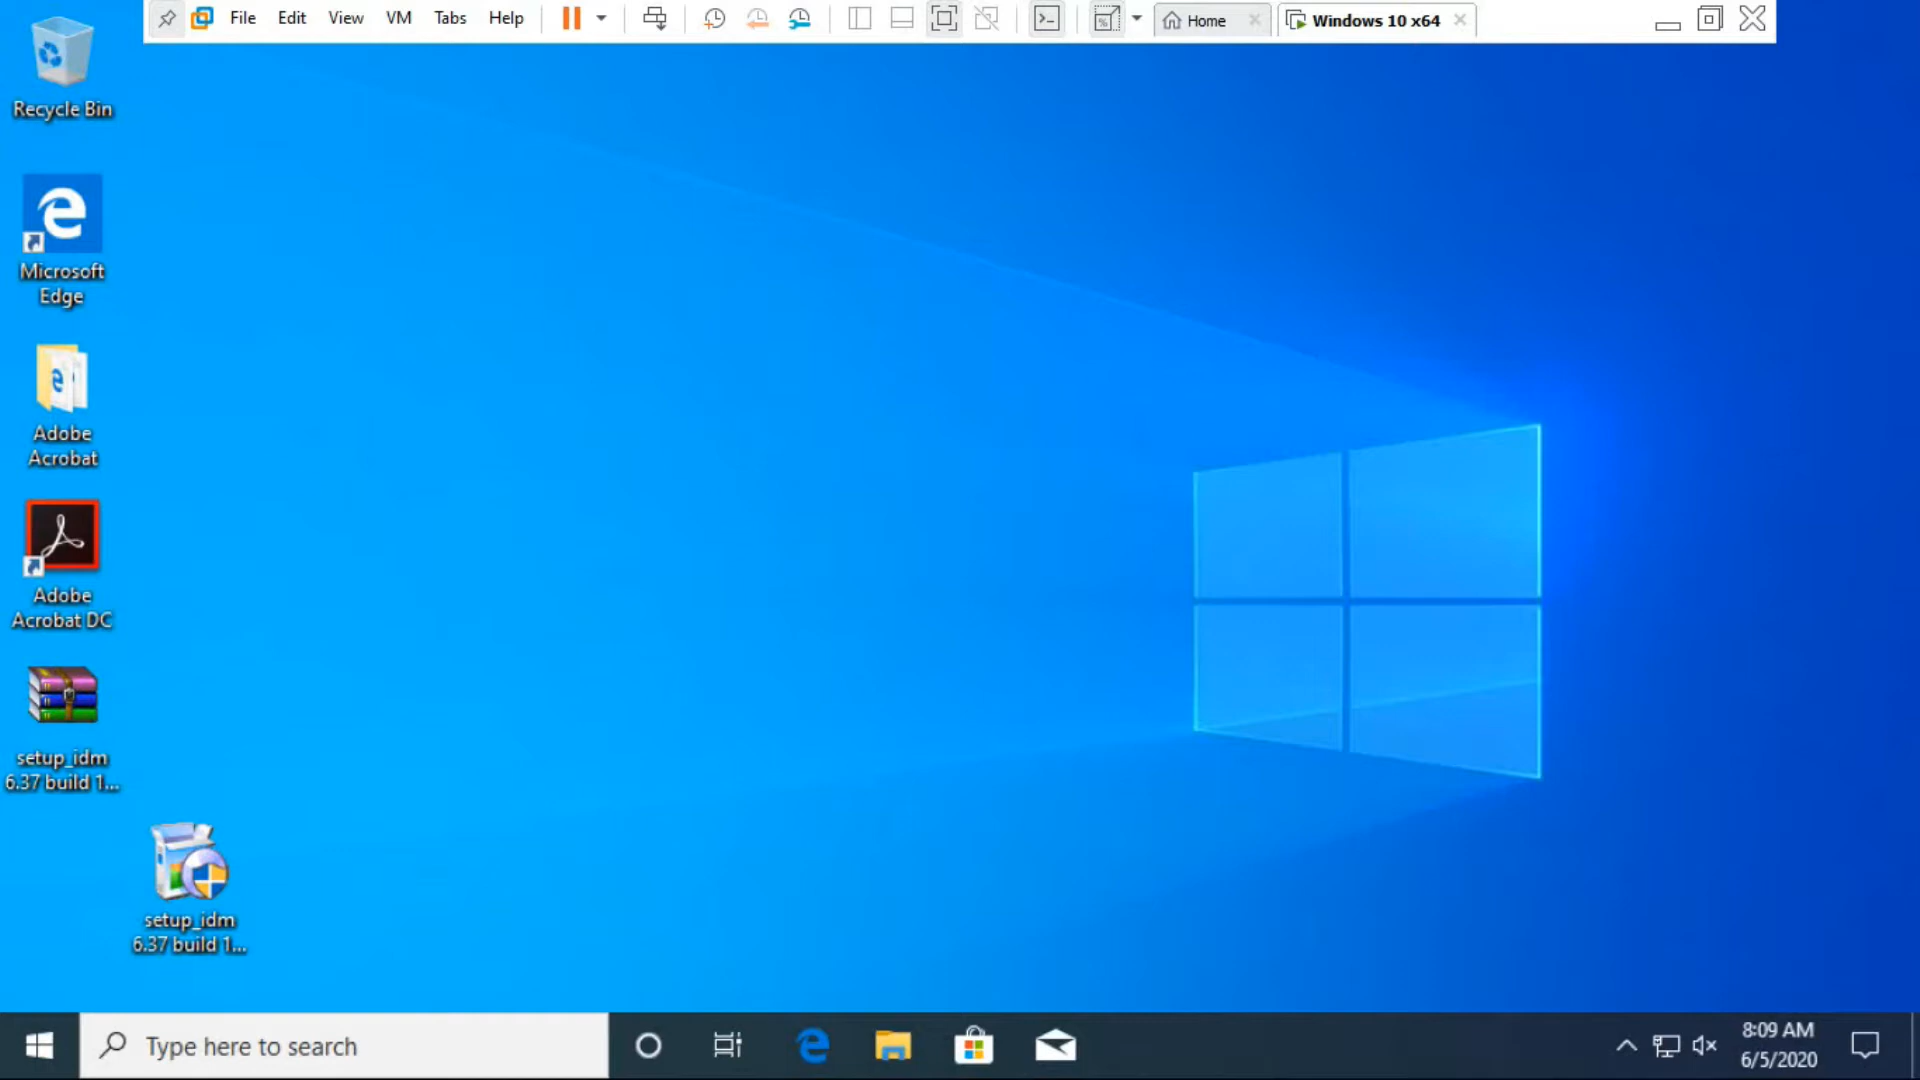 File Edit View VM Tabs Help Home Windows 10 x64
Recycle Bin
Microsoft
Edge
Adobe
Acrobat
Adobe
Acrobat DC
setup_idm
6.37 build 1...
setup_idm
6.37 build 1...
Type here to search
8:09 AM
6/5/2020